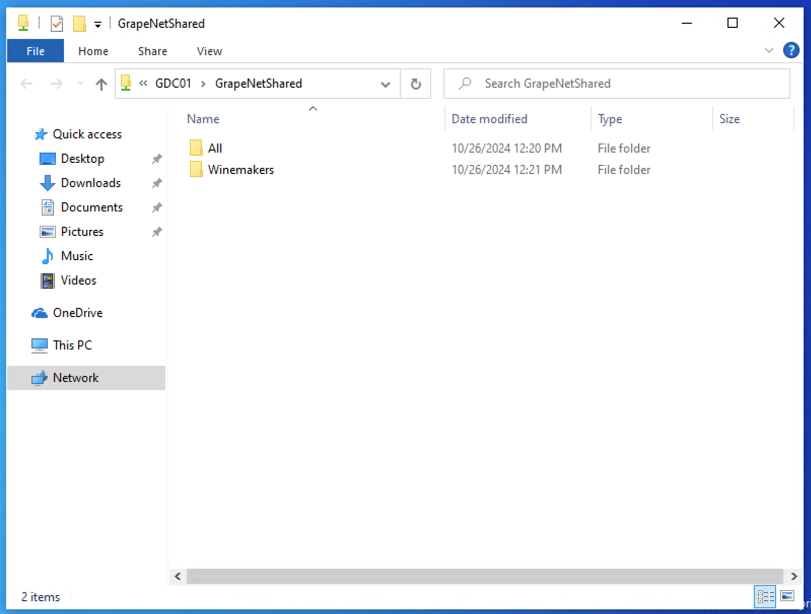 GrapeNetShared
File Home Share View
« GDC01 › GrapeNetShared Search GrapeNetShared
Name Date modified Type Size
Quick access
Desktop
Downloads
Documents
Pictures
Music
Videos
OneDrive
This PC
Network
All 10/26/2024 12:20 PM File folder
Winemakers 10/26/2024 12:21 PM File folder
2 items